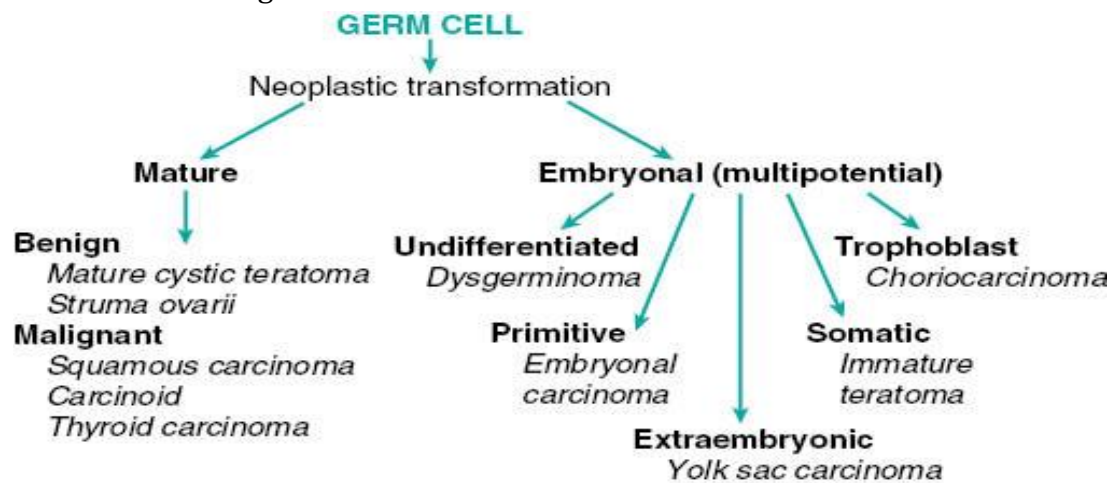 GERM CELL
Neoplastic transformation
Mature
Embryonal (multipotential)
Benign
Mature cystic teratoma
Struma ovarii
Malignant
Squamous carcinoma
Carcinoid
Thyroid carcinoma
Undifferentiated
Dysgerminoma
Trophoblast
Choriocarcinoma
Primitive
Embryonal
carcinoma
Somatic
Immature
teratoma
Extraembryonic
Yolk sac carcinoma